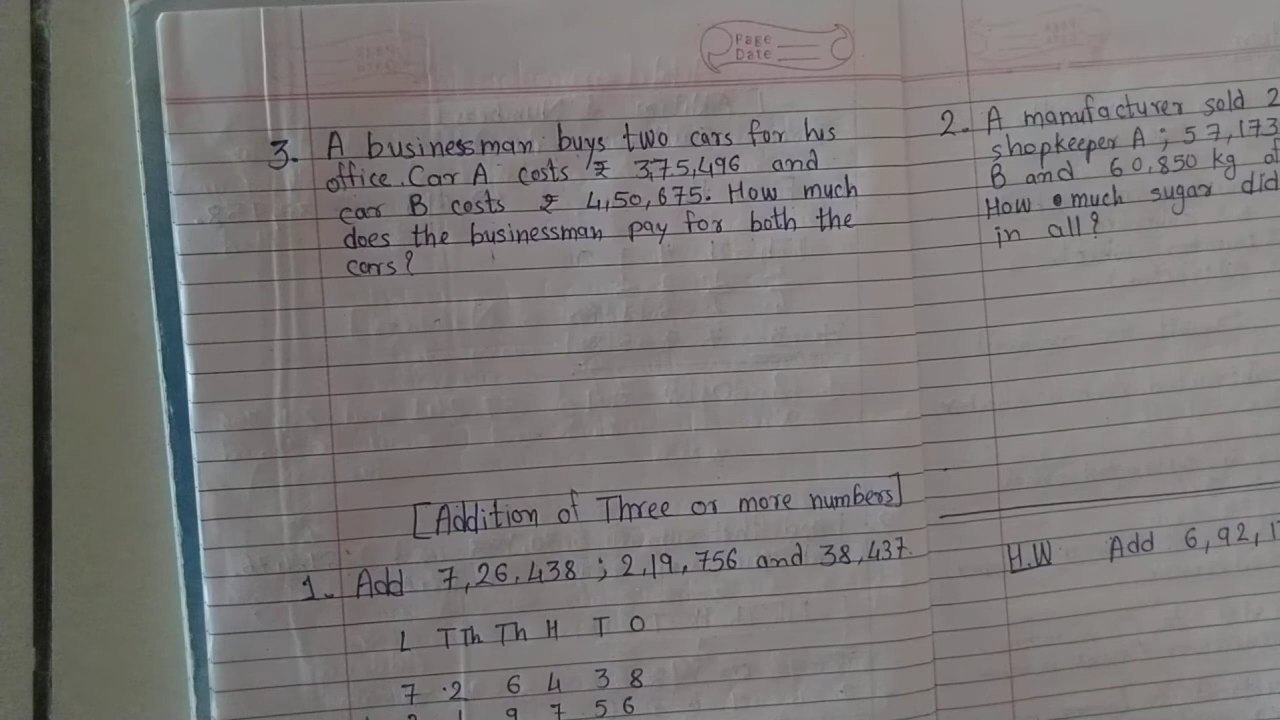 Page
Date
3. A businessman buys two cars for his
office. Car A costs ₹ 3,75,496 and
car B costs ₹ 4,50,675. How much
does the businessman pay for both the
cars?
[Addition of Three or more numbers]
1. Add 7,26,438 ; 2,19,756 and 38,437.
L TTh Th H T O
7 2 6 4 3 8
9 7 5 6
2. A manufacturer sold 2
shopkeeper A ; 57,173
B and 60,850 kg of
How much sugar did
in all?
H.W Add 6,92,1